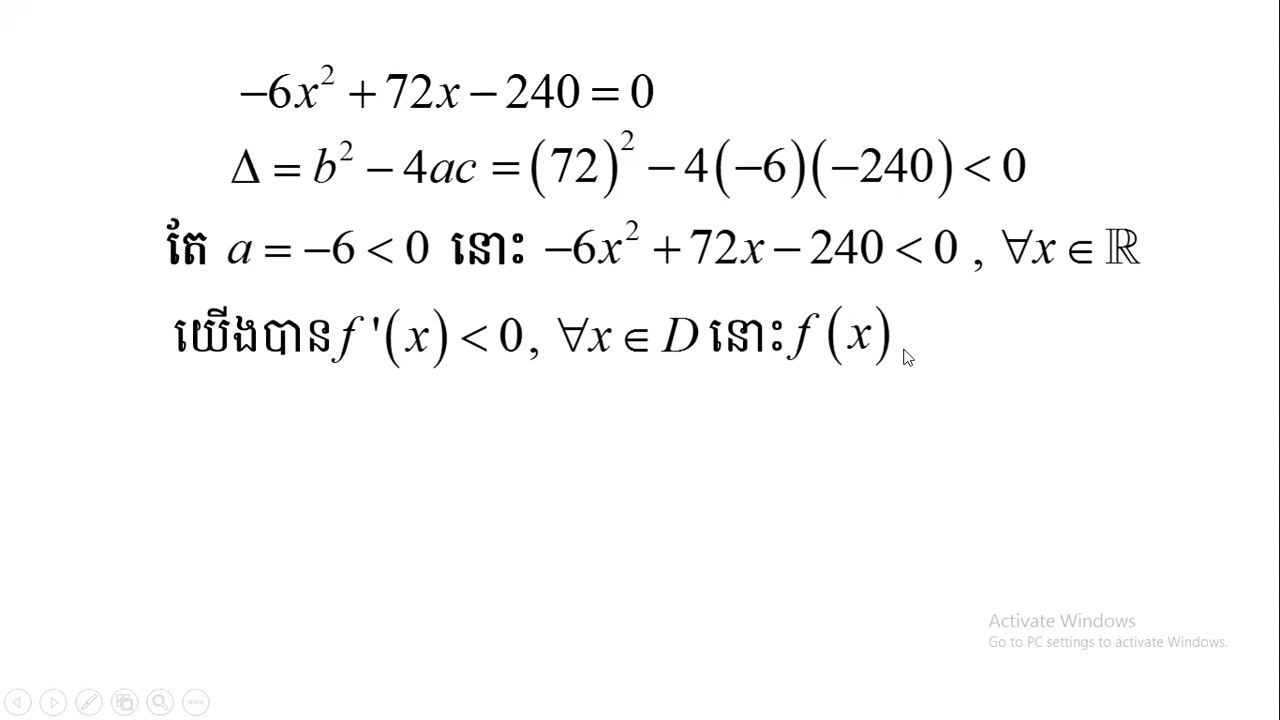 −6x² + 72x − 240 = 0
Δ = b² − 4ac = (72)² − 4(−6)(−240) < 0
តែ a = −6 < 0 នោះ −6x² + 72x − 240 < 0 , ∀x ∈ ℝ
យើងបាន f '(x) < 0, ∀x ∈ D នោះ f (x)
Activate Windows
Go to PC settings to activate Windows.